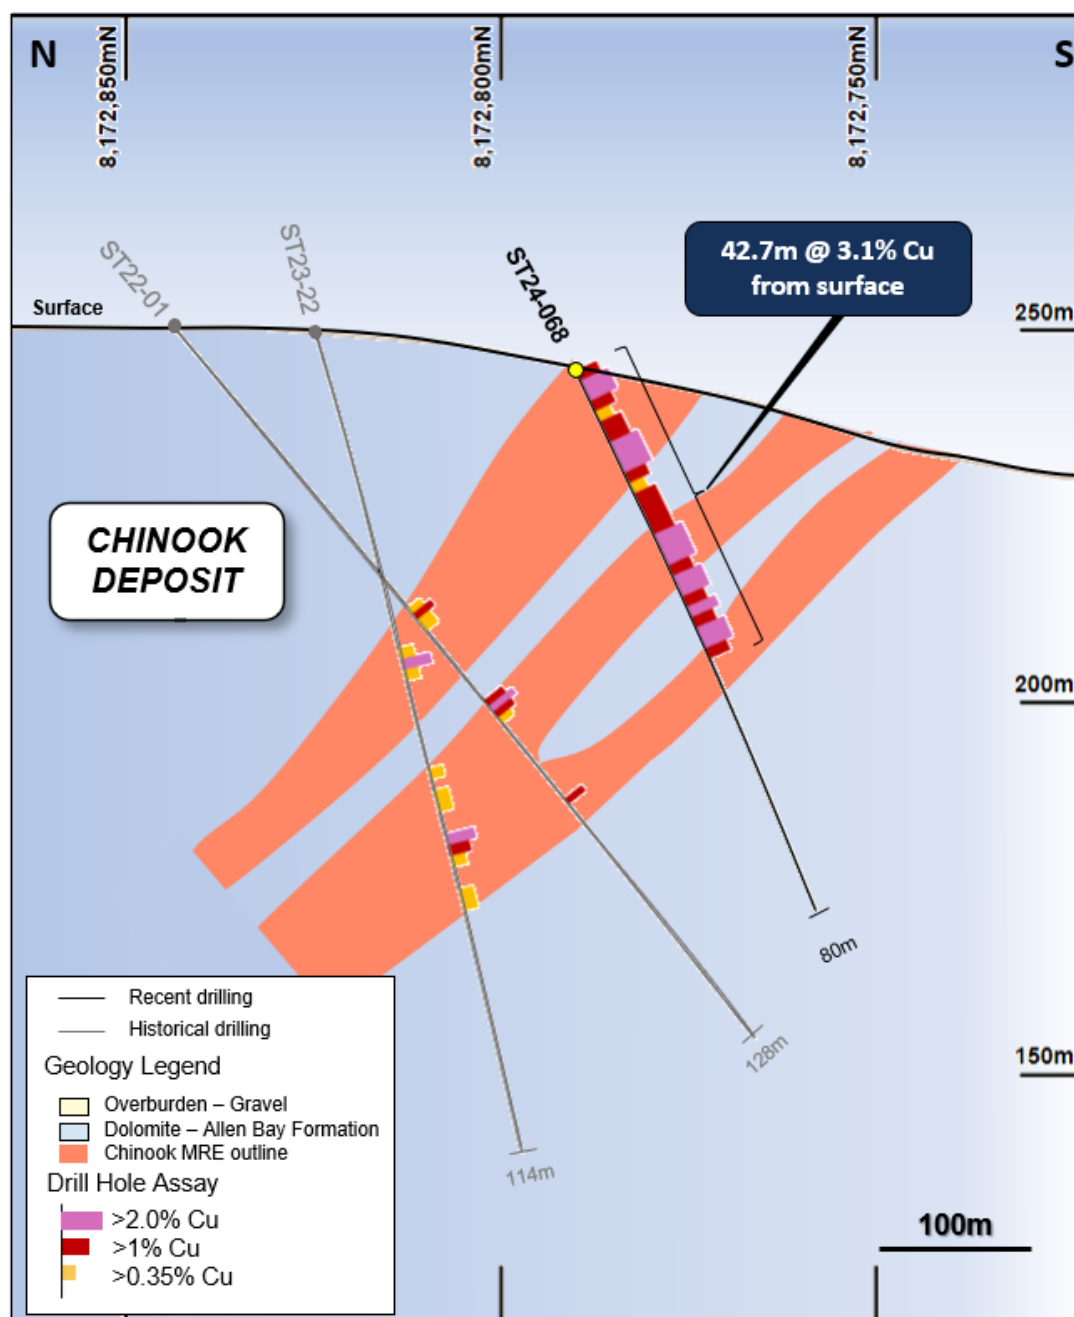 N
8,172,850mN
8,172,800mN
8,172,750mN
S
ST22-01
ST23-22
ST24-068
42.7m @ 3.1% Cu
from surface
Surface
250m
CHINOOK
DEPOSIT
200m
80m
128m
150m
114m
Recent drilling
Historical drilling
Geology Legend
Overburden – Gravel
Dolomite – Allen Bay Formation
Chinook MRE outline
Drill Hole Assay
>2.0% Cu
>1% Cu
>0.35% Cu
100m